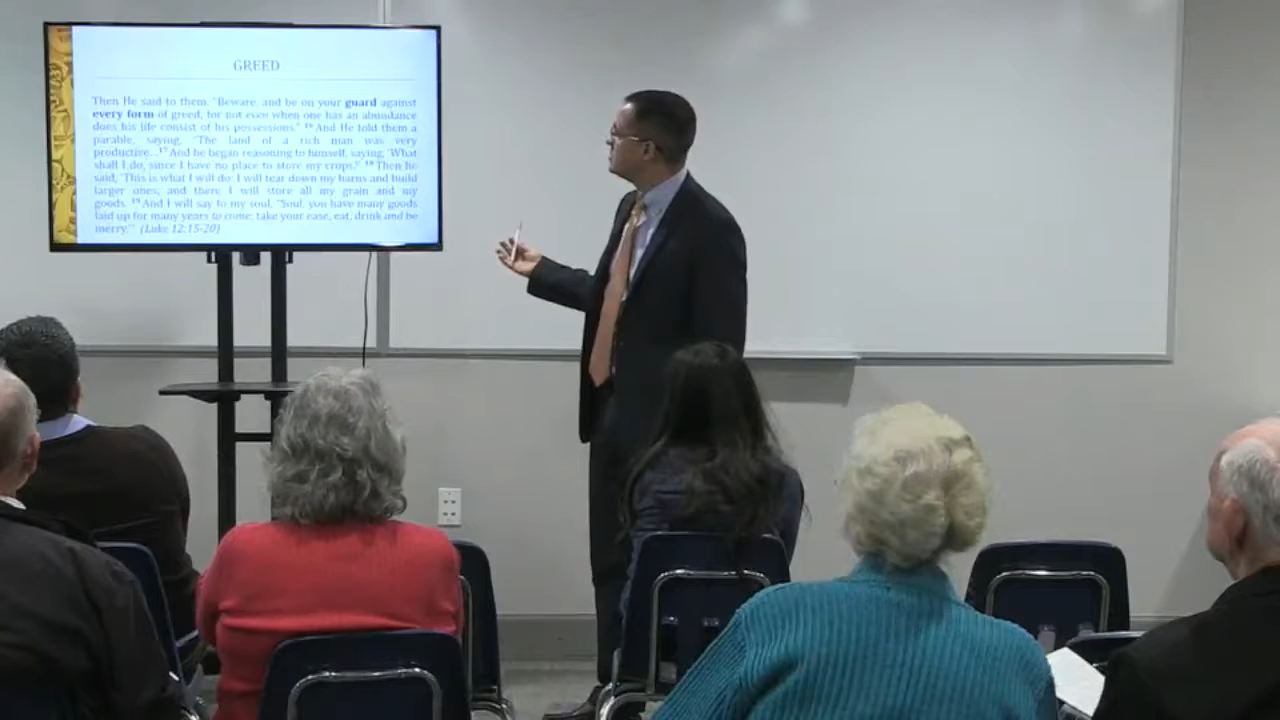 GREED
Then He said to them, "Beware, and be on your guard against
every form of greed; for not even when one has an abundance
does his life consist of his possessions." 16 And He told them a
parable, saying, "The land of a rich man was very
productive... 17 And he began reasoning to himself, saying, 'What
shall I do, since I have no place to store my crops?' 18 Then he
said, 'This is what I will do: I will tear down my barns and build
larger ones, and there I will store all my grain and my
goods. 19 And I will say to my soul, "Soul, you have many goods
laid up for many years to come; take your ease, eat, drink and be
merry."' (Luke 12:15-20)